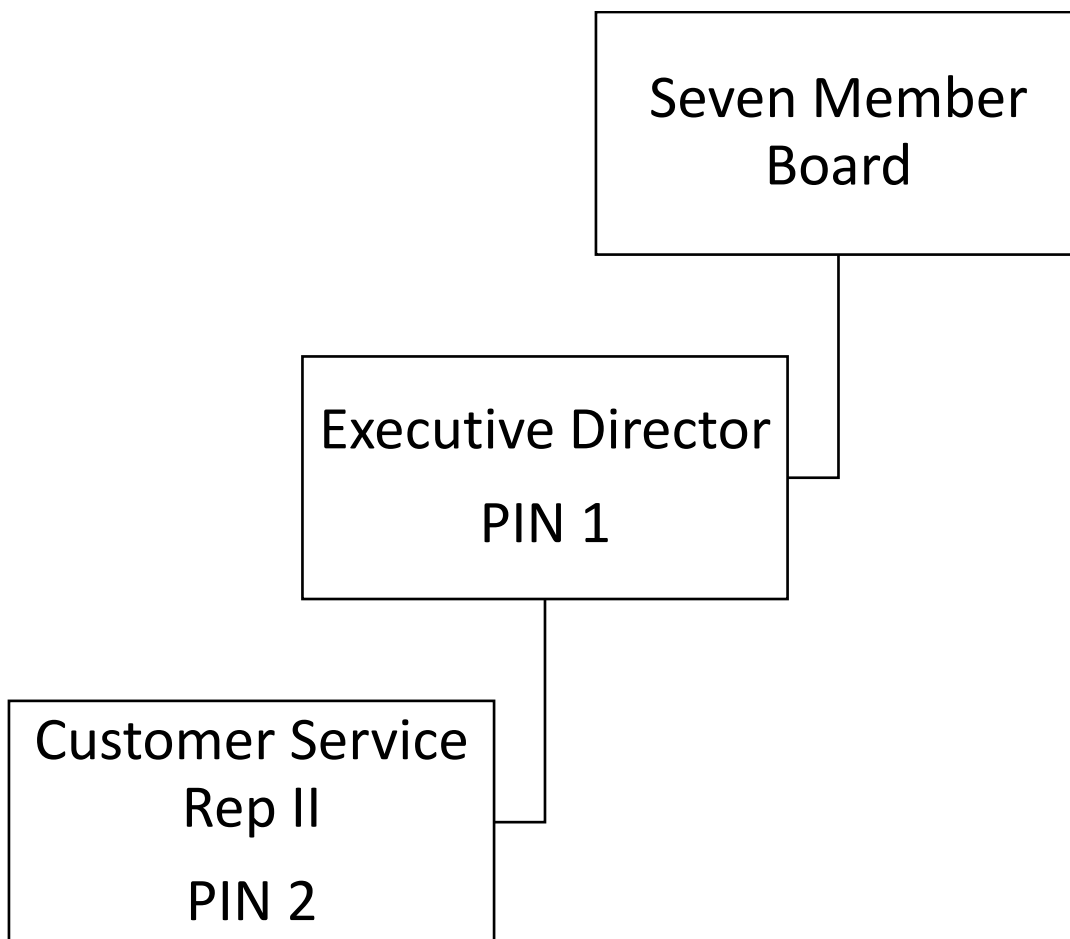 Seven Member
Board
Executive Director
PIN 1
Customer Service
Rep II
PIN 2